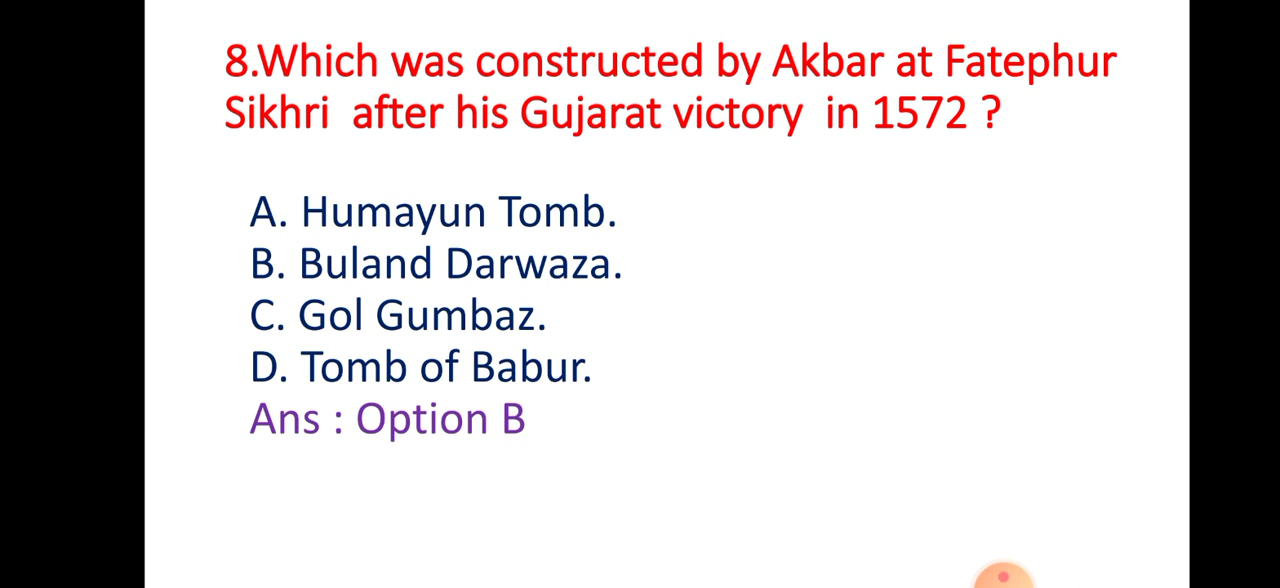 8.Which was constructed by Akbar at Fatephur
Sikhri after his Gujarat victory in 1572 ?
A. Humayun Tomb.
B. Buland Darwaza.
C. Gol Gumbaz.
D. Tomb of Babur.
Ans : Option B